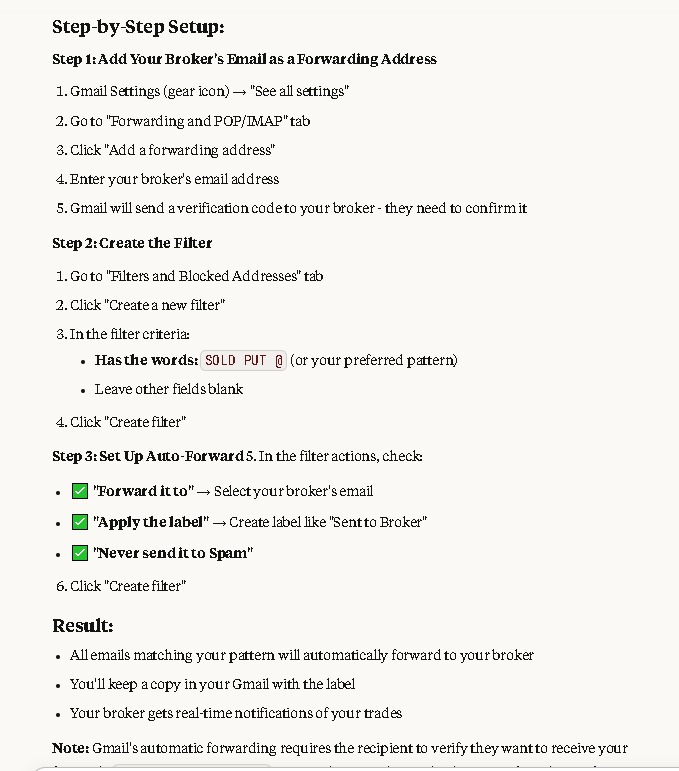 Step-by-Step Setup:
Step 1: Add Your Broker's Email as a Forwarding Address
1. Gmail Settings (gear icon) → "See all settings"
2. Go to "Forwarding and POP/IMAP" tab
3. Click "Add a forwarding address"
4. Enter your broker's email address
5. Gmail will send a verification code to your broker - they need to confirm it
Step 2: Create the Filter
1. Go to "Filters and Blocked Addresses" tab
2. Click "Create a new filter"
3. In the filter criteria:
• Has the words: SOLD PUT @ (or your preferred pattern)
• Leave other fields blank
4. Click "Create filter"
Step 3: Set Up Auto-Forward 5. In the filter actions, check:
• ✅ "Forward it to" → Select your broker's email
• ✅ "Apply the label" → Create label like "Sent to Broker"
• ✅ "Never send it to Spam"
6. Click "Create filter"
Result:
• All emails matching your pattern will automatically forward to your broker
• You'll keep a copy in your Gmail with the label
• Your broker gets real-time notifications of your trades
Note: Gmail's automatic forwarding requires the recipient to verify they want to receive your